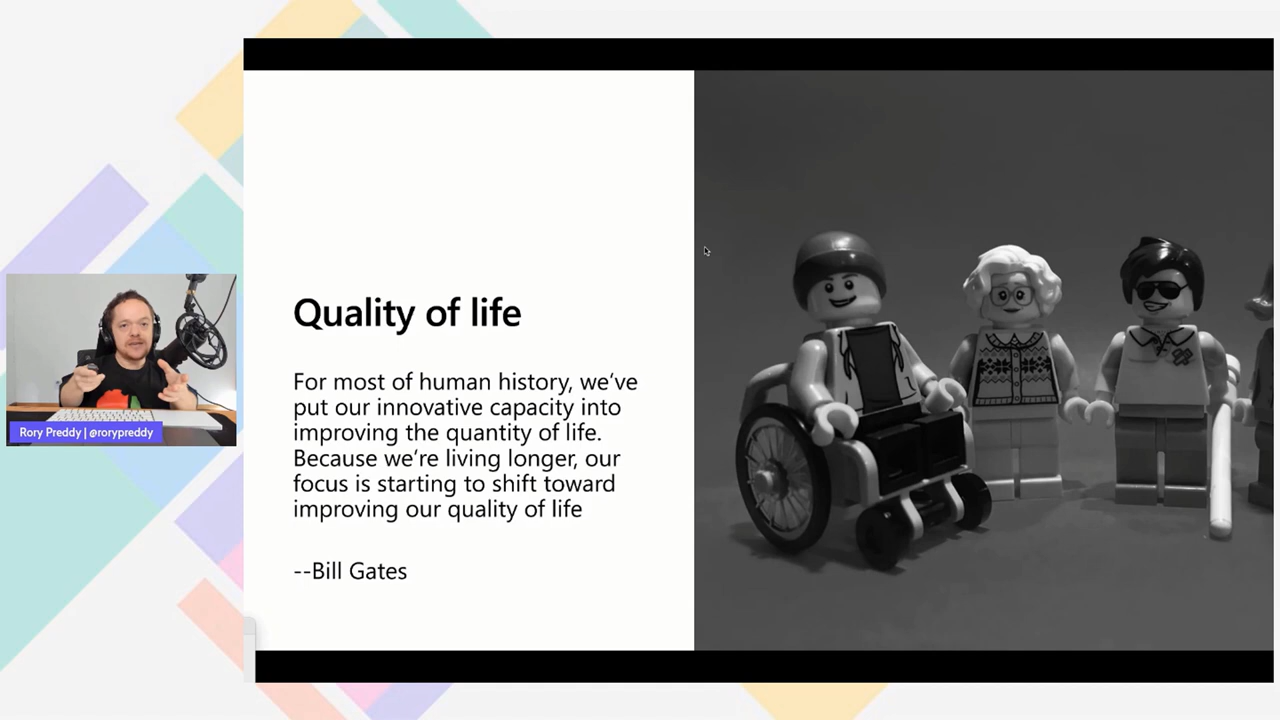 Quality of life
For most of human history, we've
put our innovative capacity into
improving the quantity of life.
Because we're living longer, our
focus is starting to shift toward
improving our quality of life
--Bill Gates
Rory Preddy | @rorypreddy